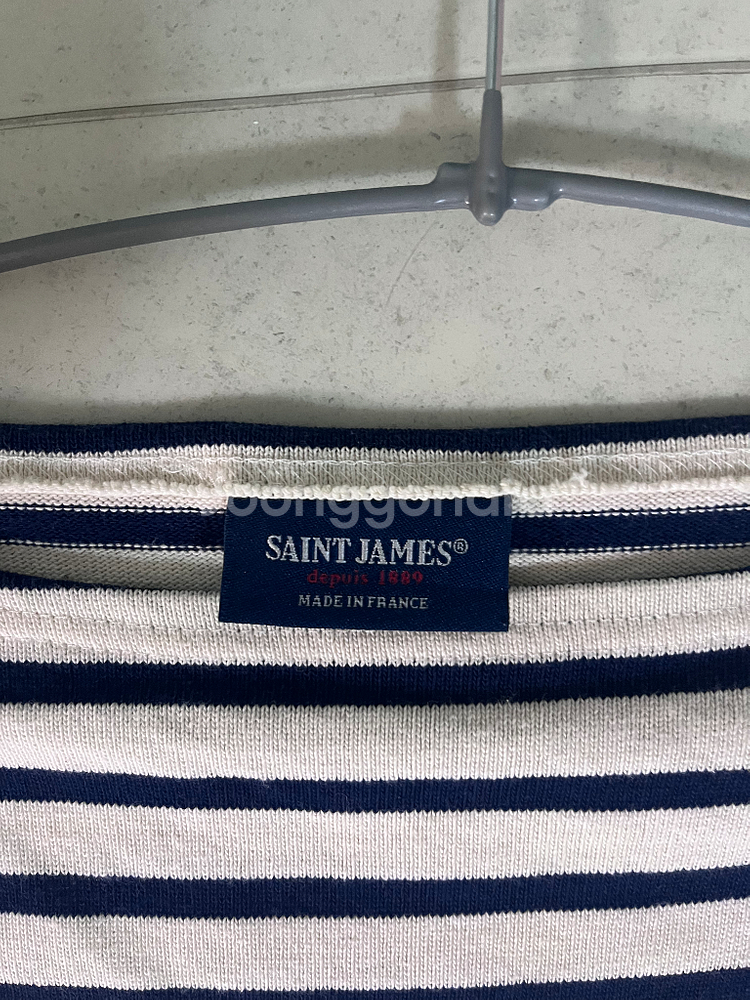 SAINT JAMES®
depuis 1889
MADE IN FRANCE